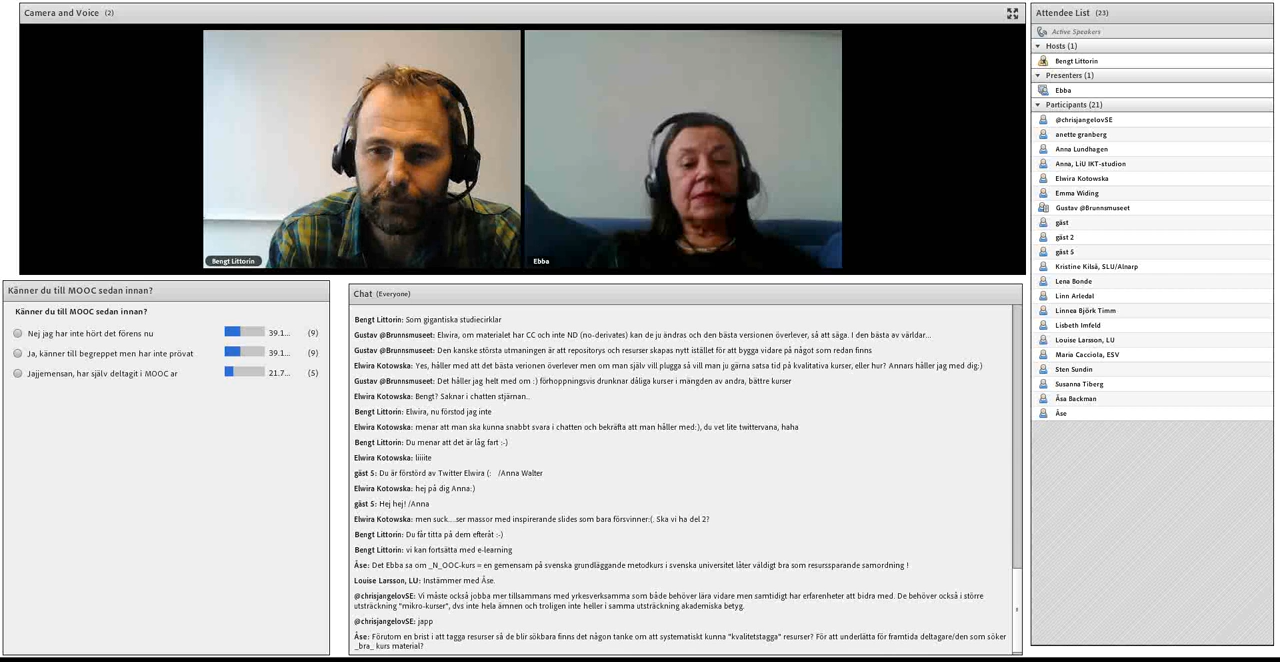 Camera and Voice (2)
Bengt Littorin
Ebba
Attendee List (23)
Active Speakers
Hosts (1)
Bengt Littorin
Presenters (1)
Ebba
Participants (21)
@chrisjangelovSE
anette granberg
Anna Lundhagen
Anna, LiU IKT-studion
Elwira Kotowska
Emma Widing
Gustav @Brunnsmuseet
gäst
gäst 2
gäst S
Kristine Kilså, SLU/Alnarp
Lena Bonde
Linn Arledal
Linnea Björk Timm
Lisbeth Imfeld
Louise Larsson, LU
Maria Cacciola, ESV
Sten Sundin
Susanna Tiberg
Åsa Backman
Åse
Känner du till MOOC sedan innan?
Känner du till MOOC sedan innan?
Nej jag har inte hört det förens nu 39.1... (9)
Ja, känner till begreppet men har inte prövat 39.1... (9)
Jajjemensan, har själv deltagit i MOOC ar 21.7... (5)
Chat (Everyone)
Bengt Littorin: Som gigantiska studiecirklar
Gustav @Brunnsmuseet: Elwira, om materialet har CC och inte ND (no-derivates) kan de ju ändras och den bästa versionen överlever, så att säga. I den bästa av världar...
Gustav @Brunnsmuseet: Den kanske största utmaningen är att repositorys och resurser skapas nytt istället för att bygga vidare på något som redan finns
Elwira Kotowska: Yes, håller med att det bästa verionen överlever men om man själv vill plugga så vill man ju gärna satsa tid på kvalitativa kurser, eller hur? Annars håller jag med dig:)
Gustav @Brunnsmuseet: Det håller jag helt med om :) förhoppningsvis drunknar dåliga kurser i mängden av andra, bättre kurser
Elwira Kotowska: Bengt? Saknar i chatten stjärnan..
Bengt Littorin: Elwira, nu förstod jag inte
Elwira Kotowska: menar att man ska kunna snabbt svara i chatten och bekräfta att man håller med:), du vet lite twittervana, haha
Bengt Littorin: Du menar att det är låg fart :-)
Elwira Kotowska: liiiite
gäst S: Du är förstörd av Twitter Elwira (: /Anna Walter
Elwira Kotowska: hej på dig Anna:)
gäst S: Hej hej! /Anna
Elwira Kotowska: men suck....ser massor med inspirerande slides som bara försvinner:(. Ska vi ha del 2?
Bengt Littorin: Du får titta på dem efteråt :-)
Bengt Littorin: vi kan fortsätta med e-learning
Åse: Det Ebba sa om _N_OOC-kurs = en gemensam på svenska grundläggande metodkurs i svenska universitet låter väldigt bra som resurssparande samordning !
Louise Larsson, LU: Instämmer med Åse.
@chrisjangelovSE: Vi måste också jobba mer tillsammans med yrkesverksamma som både behöver lära vidare men samtidigt har erfarenheter att bidra med. De behöver också i större
utsträckning "mikro-kurser", dvs inte hela ämnen och troligen inte heller i samma utsträckning akademiska betyg.
@chrisjangelovSE: japp
Åse: Förutom en brist i att tagga resurser så de blir sökbara finns det någon tanke om att systematiskt kunna "kvalitetstagga" resurser? För att underlätta för framtida deltagare/den som söker
_bra_ kurs material?